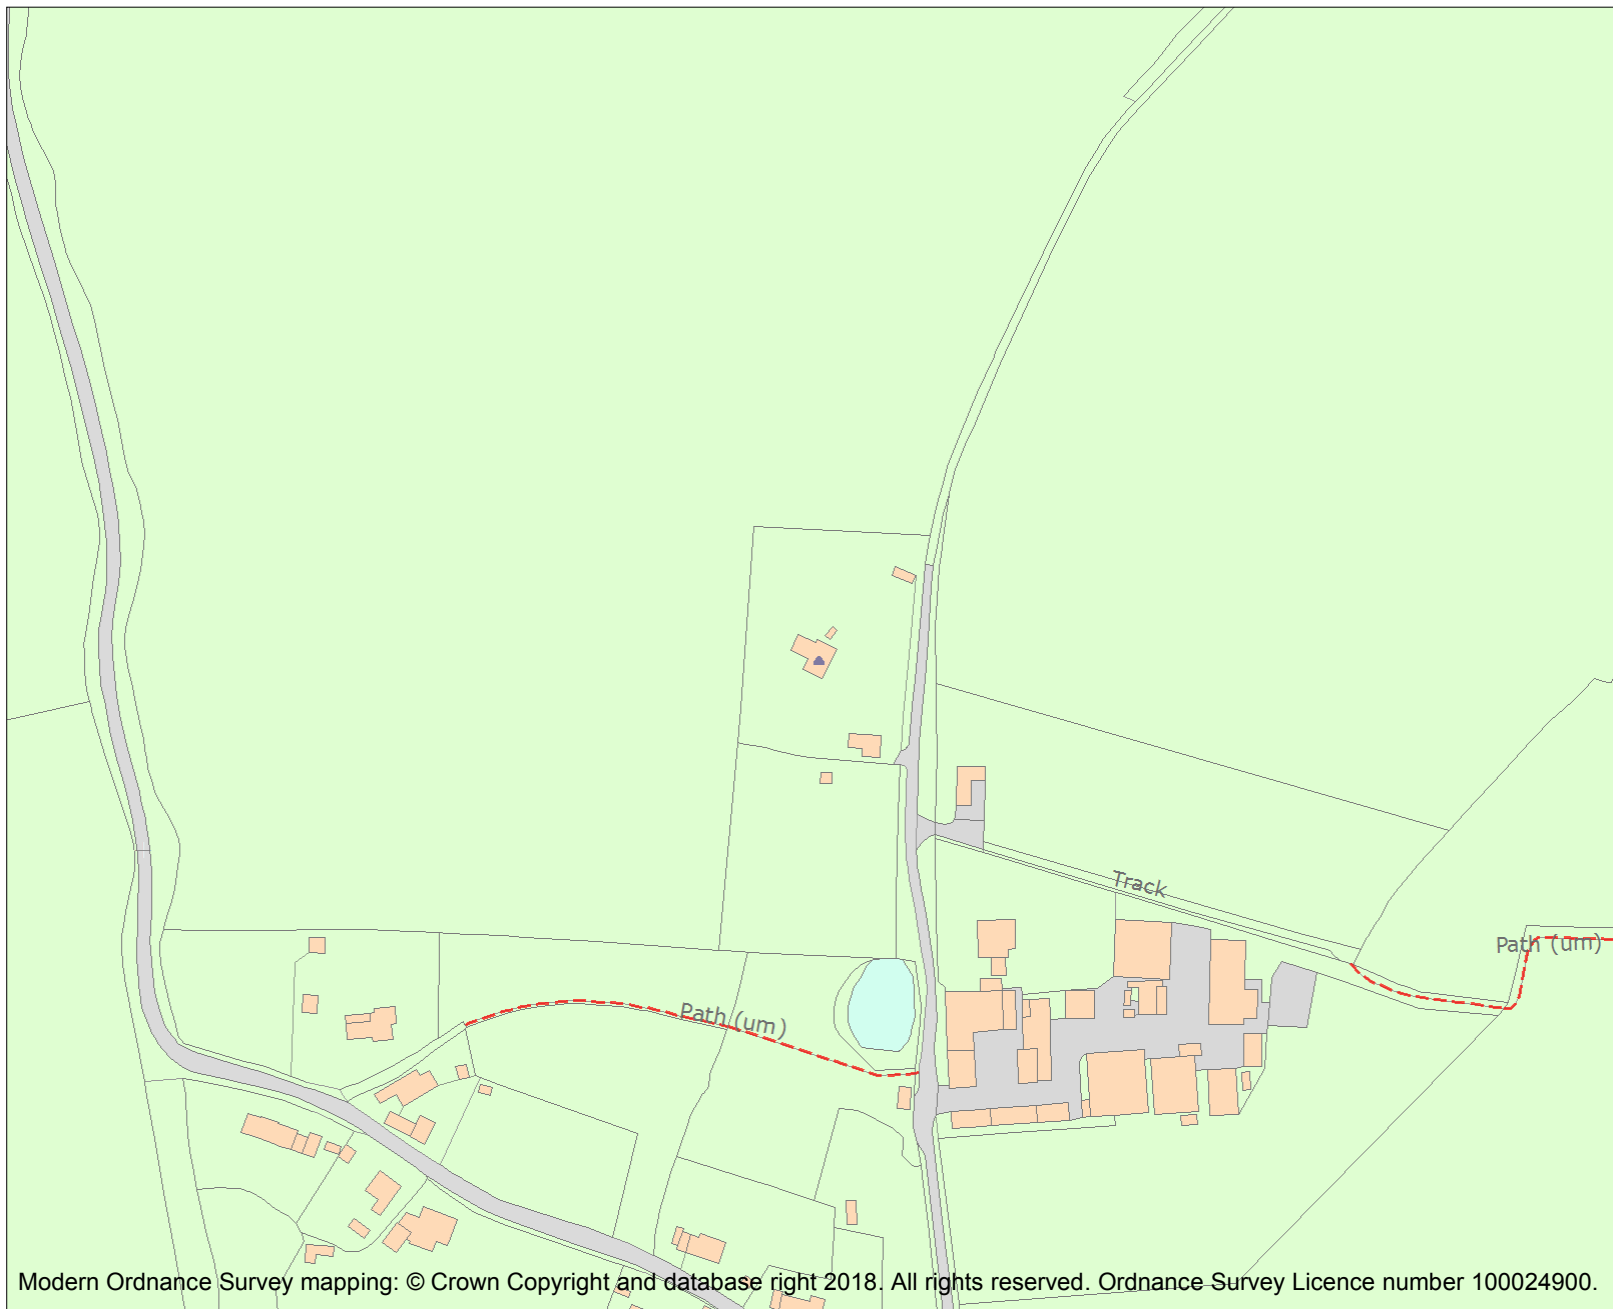 Track
Path (um)
Path (um)
Modern Ordnance Survey mapping: © Crown Copyright and database right 2018. All rights reserved. Ordnance Survey Licence number 100024900.